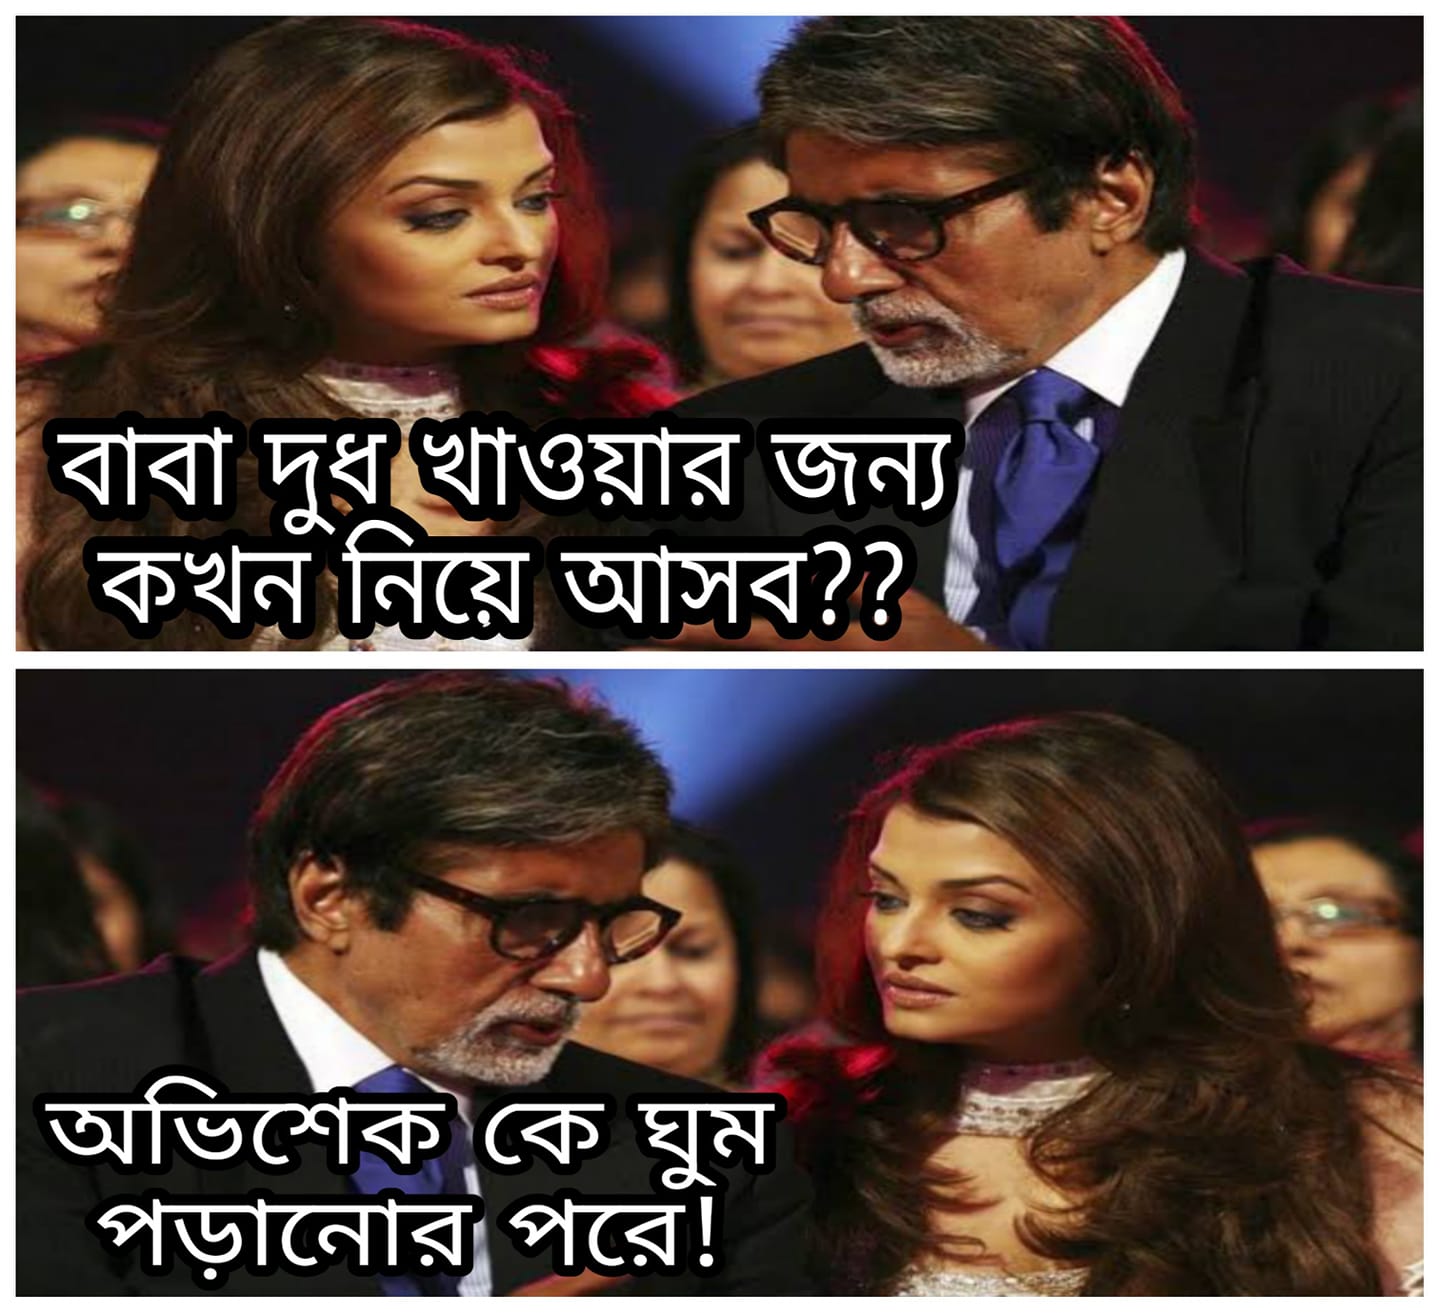 বাবা দুধ খাওয়ার জন্য
কখন নিয়ে আসব??
অভিশেক কে ঘুম
পড়ানোর পরে!